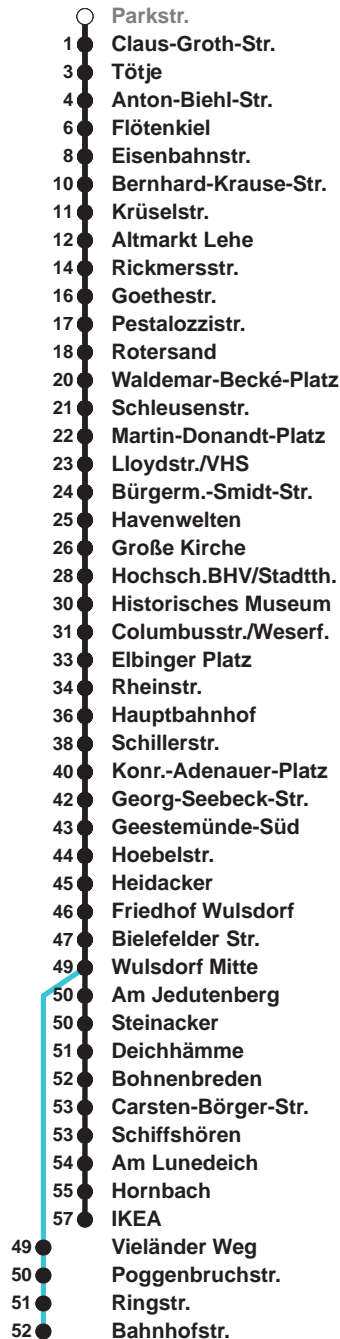 Parkstr.
1 Claus-Groth-Str.
3 Tötje
4 Anton-Biehl-Str.
6 Flötenkiel
8 Eisenbahnstr.
10 Bernhard-Krause-Str.
11 Krüselstr.
12 Altmarkt Lehe
14 Rickmersstr.
16 Goethestr.
17 Pestalozzistr.
18 Rotersand
20 Waldemar-Becké-Platz
21 Schleusenstr.
22 Martin-Donandt-Platz
23 Lloydstr./VHS
24 Bürgerm.-Smidt-Str.
25 Havenwelten
26 Große Kirche
28 Hochsch.BHV/Stadtth.
30 Historisches Museum
31 Columbusstr./Weserf.
33 Elbinger Platz
34 Rheinstr.
36 Hauptbahnhof
38 Schillerstr.
40 Konr.-Adenauer-Platz
42 Georg-Seebeck-Str.
43 Geestemünde-Süd
44 Hoebelstr.
45 Heidacker
46 Friedhof Wulsdorf
47 Bielefelder Str.
49 Wulsdorf Mitte
50 Am Jedutenberg
50 Steinacker
51 Deichhämme
52 Bohnenbreden
53 Carsten-Börger-Str.
53 Schiffshören
54 Am Lunedeich
55 Hornbach
57 IKEA
49 Vieländer Weg
50 Poggenbruchstr.
51 Ringstr.
52 Bahnhofstr.